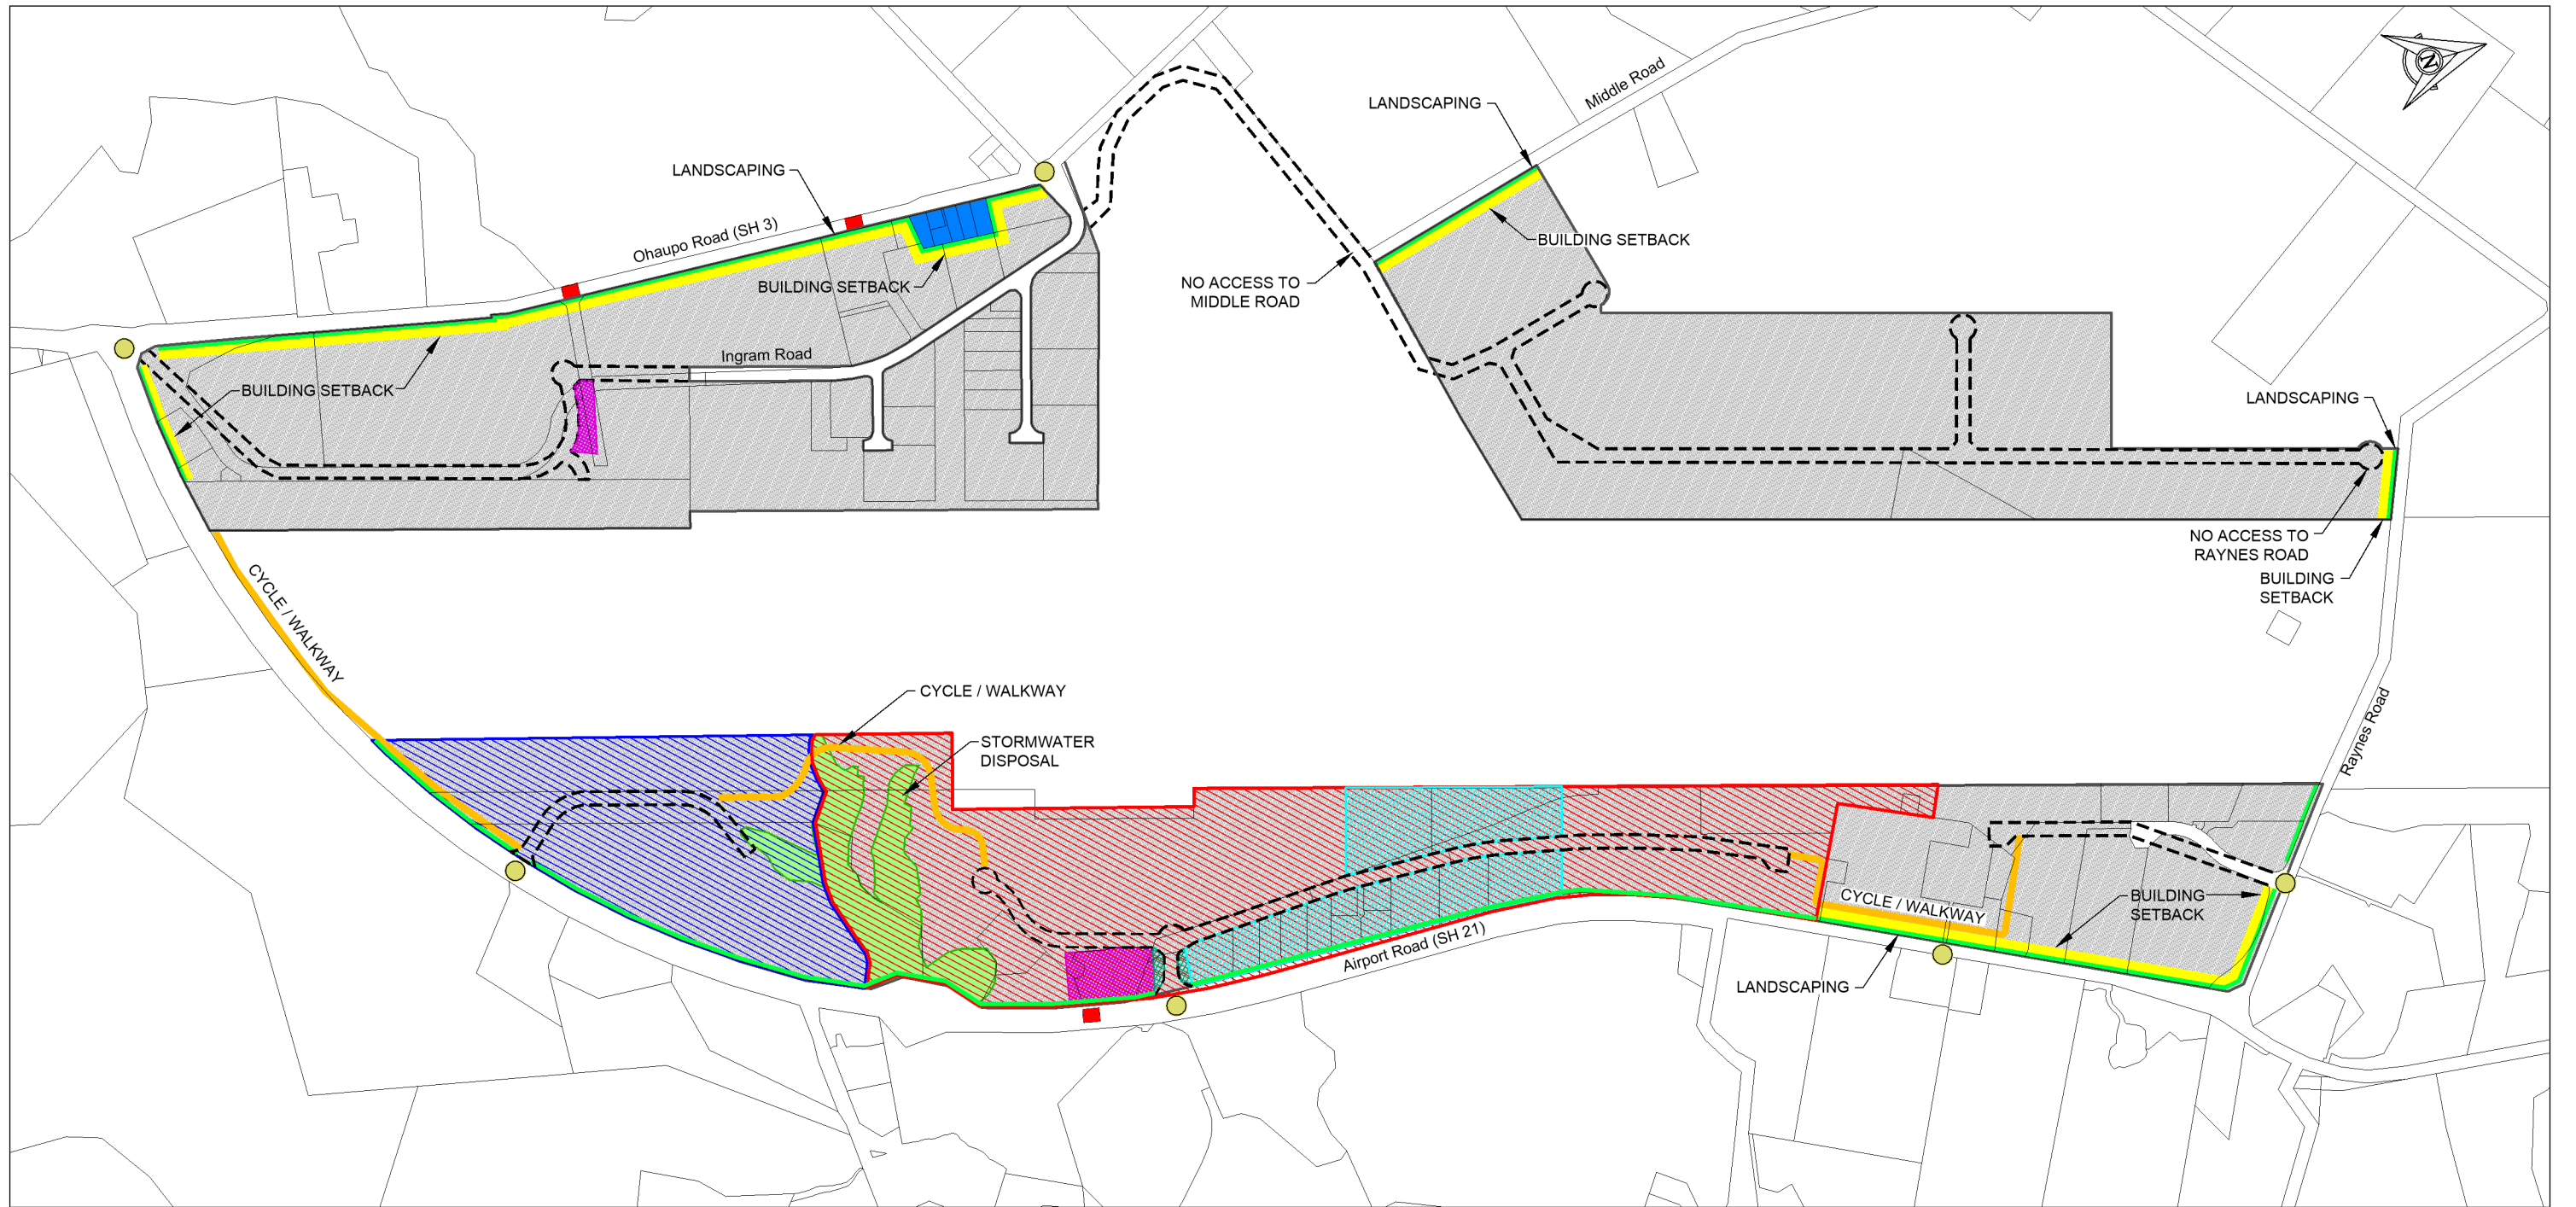 N
Middle Road
LANDSCAPING
LANDSCAPING
Ohaupo Road (SH 3)
BUILDING SETBACK
BUILDING SETBACK
NO ACCESS TO
MIDDLE ROAD
Ingram Road
BUILDING SETBACK
LANDSCAPING
NO ACCESS TO
RAYNES ROAD
BUILDING
SETBACK
CYCLE / WALKWAY
CYCLE / WALKWAY
STORMWATER
DISPOSAL
Raynes Road
CYCLE / WALKWAY
BUILDING
SETBACK
Airport Road (SH 21)
LANDSCAPING